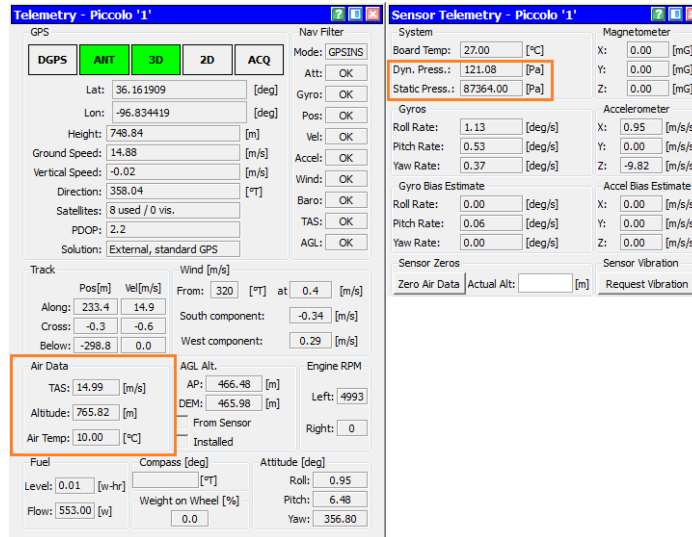 Telemetry - Piccolo '1'
GPS
DGPS ANT 3D 2D ACQ
Lat: 36.161909 [deg]
Lon: -96.834419 [deg]
Height: 748.84 [m]
Ground Speed: 14.88 [m/s]
Vertical Speed: -0.02 [m/s]
Direction: 358.04 [°T]
Satellites: 8 used / 0 vis.
PDOP: 2.2
Solution: External, standard GPS
Nav Filter
Mode: GPSINS
Att: OK
Gyro: OK
Pos: OK
Vel: OK
Accel: OK
Wind: OK
Baro: OK
TAS: OK
AGL: OK
Track
Pos[m] Vel[m/s]
Along: 233.4 14.9
Cross: -0.3 -0.6
Below: -298.8 0.0
Wind [m/s]
From: 320 [°T] at 0.4 [m/s]
South component: -0.34 [m/s]
West component: 0.29 [m/s]
Air Data
TAS: 14.99 [m/s]
Altitude: 765.82 [m]
Air Temp: 10.00 [°C]
AGL Alt.
AP: 466.48 [m]
DEM: 465.98 [m]
From Sensor
Installed
Engine RPM
Left: 4993
Right: 0
Fuel
Level: 0.01 [w-hr]
Flow: 553.00 [w]
Compass [deg]
[°T]
Weight on Wheel [%]
0.0
Attitude [deg]
Roll: 0.95
Pitch: 6.48
Yaw: 356.80
Sensor Telemetry - Piccolo '1'
System
Board Temp: 27.00 [°C]
Dyn. Press.: 121.08 [Pa]
Static Press.: 87364.00 [Pa]
Magnetometer
X: 0.00 [mG]
Y: 0.00 [mG]
Z: 0.00 [mG]
Gyros
Roll Rate: 1.13 [deg/s]
Pitch Rate: 0.53 [deg/s]
Yaw Rate: 0.37 [deg/s]
Accelerometer
X: 0.95 [m/s/s
Y: 0.00 [m/s/s
Z: -9.82 [m/s/s
Gyro Bias Estimate
Roll Rate: 0.00 [deg/s]
Pitch Rate: 0.06 [deg/s]
Yaw Rate: 0.00 [deg/s]
Accel Bias Estimate
X: 0.00 [m/s/s
Y: 0.00 [m/s/s
Z: 0.00 [m/s/s
Sensor Zeros
Zero Air Data Actual Alt: [m]
Sensor Vibration
Request Vibration